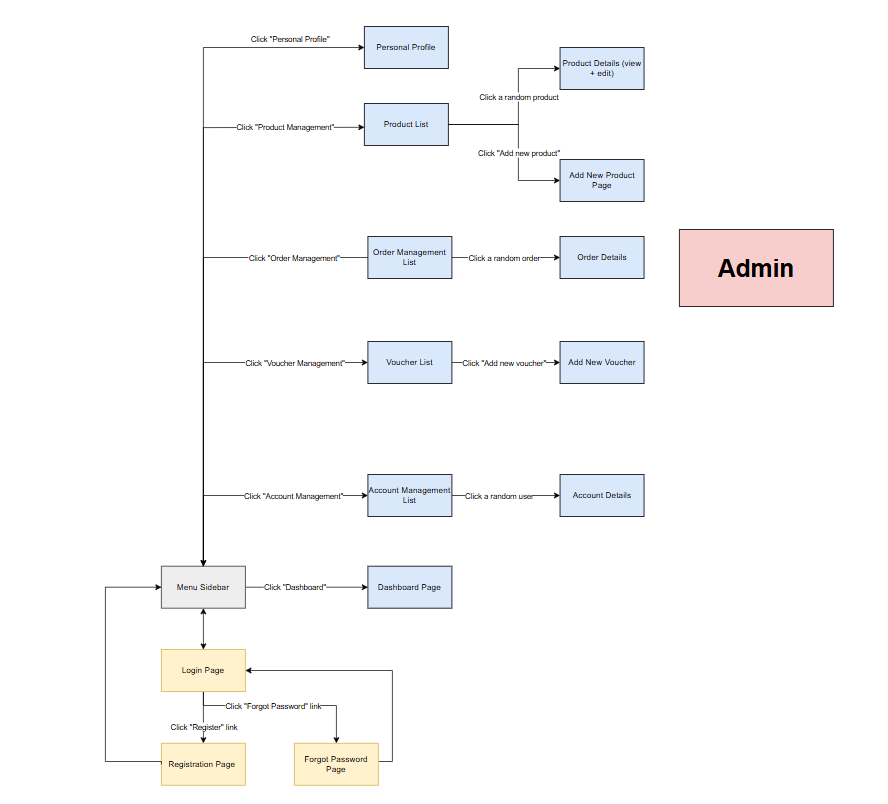 Click "Personal Profile"
Personal Profile
Product Details (view
+ edit)
Click a random product
Click "Product Management"
Product List
Click "Add new product"
Add New Product
Page
Click "Order Management"
Order Management
List
Click a random order
Order Details
Admin
Click "Voucher Management"
Voucher List
Click "Add new voucher"
Add New Voucher
Click "Account Management"
Account Management
List
Click a random user
Account Details
Menu Sidebar
Click "Dashboard"
Dashboard Page
Login Page
Click "Forgot Password" link
Click "Register" link
Registration Page
Forgot Password
Page